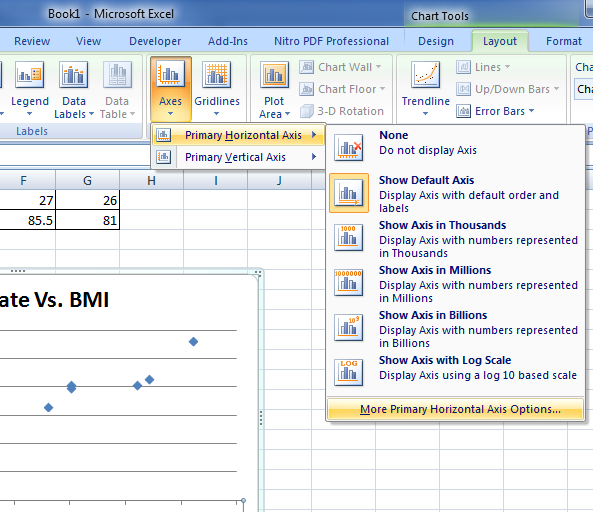 Book1 - Microsoft Excel
Chart Tools
Review View Developer Add-Ins Nitro PDF Professional Design Layout Format
Legend
Data Labels
Data Table
Labels
Axes
Gridlines
Plot Area
Chart Wall
Chart Floor
3-D Rotation
Trendline
Lines
Up/Down Bars
Error Bars
Primary Horizontal Axis
Primary Vertical Axis
None
Do not display Axis
Show Default Axis
Display Axis with default order and
labels
Show Axis in Thousands
Display Axis with numbers represented
in Thousands
Show Axis in Millions
Display Axis with numbers represented
in Millions
Show Axis in Billions
Display Axis with numbers represented
in Billions
Show Axis with Log Scale
Display Axis using a log 10 based scale
More Primary Horizontal Axis Options...
F G H I J
27 26
85.5 81
ate Vs. BMI